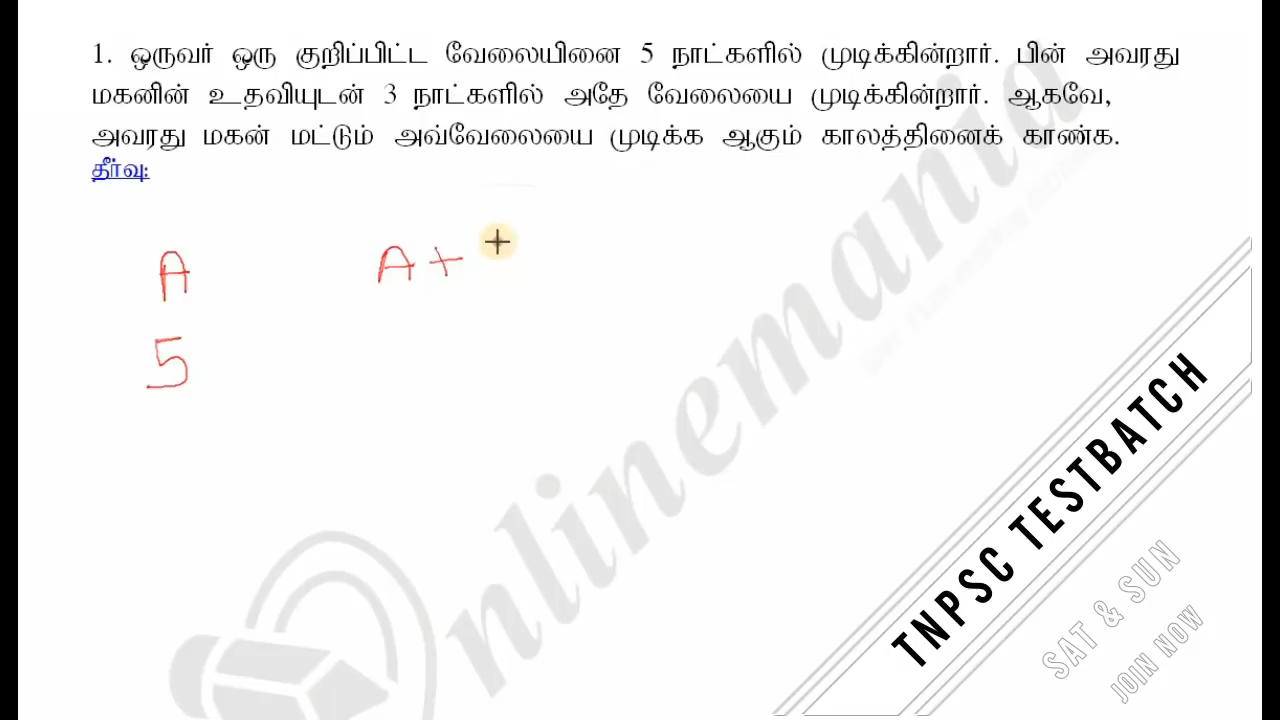 1. ஒருவர் ஒரு குறிப்பிட்ட வேலையினை 5 நாட்களில் முடிக்கின்றார். பின் அவரது
மகனின் உதவியுடன் 3 நாட்களில் அதே வேலையை முடிக்கின்றார். ஆகவே,
அவரது மகன் மட்டும் அவ்வேலையை முடிக்க ஆகும் காலத்தினைக் காண்க.
தீர்வு:
A A +
5
nlinemania
TNPSC TESTBATCH
SAT & SUN
JOIN NOW